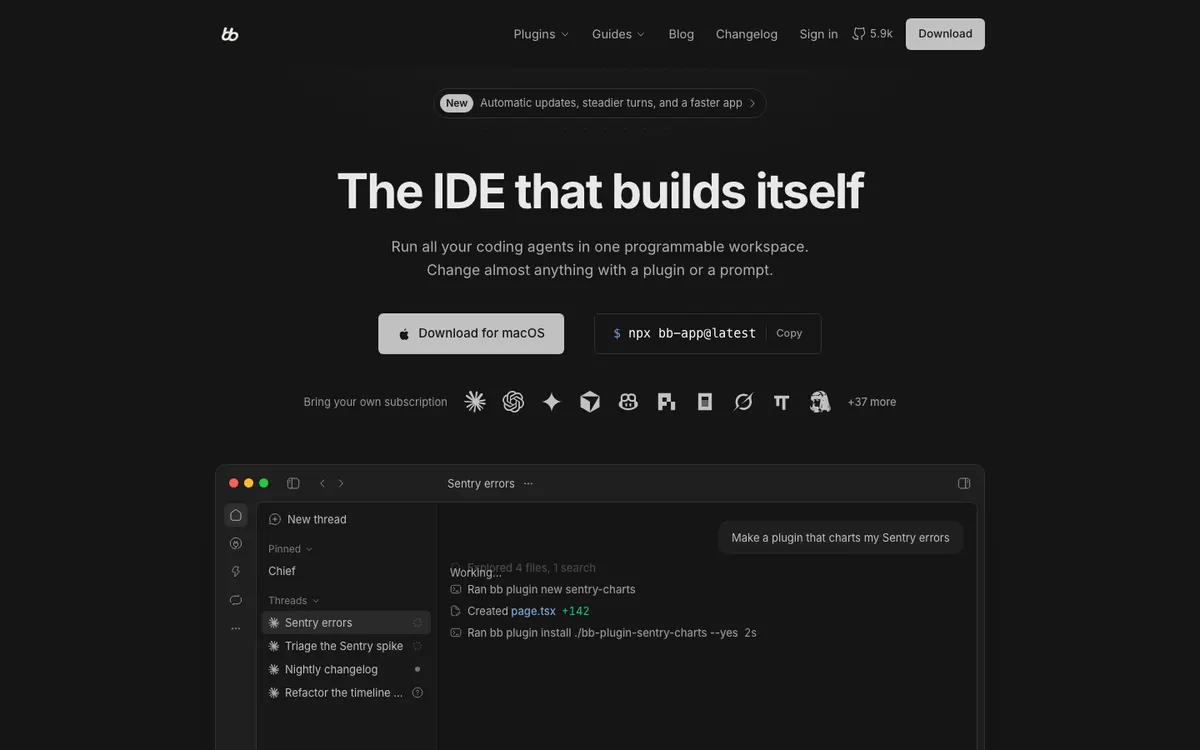 bb
Plugins
Guides
Blog
Changelog
Sign in
5.9k
Download
New
Automatic updates, steadier turns, and a faster app
The IDE that builds itself
Run all your coding agents in one programmable workspace.
Change almost anything with a plugin or a prompt.
Download for macOS
$ npx bb-app@latest
Copy
Bring your own subscription
+37 more
Sentry errors ···
New thread
Pinned
Chief
Threads
Sentry errors
Triage the Sentry spike
Nightly changelog
Refactor the timeline ...
Make a plugin that charts my Sentry errors
Explored 4 files, 1 search
Working...
Ran bb plugin new sentry-charts
Created page.tsx +142
Ran bb plugin install ./bb-plugin-sentry-charts --yes 2s